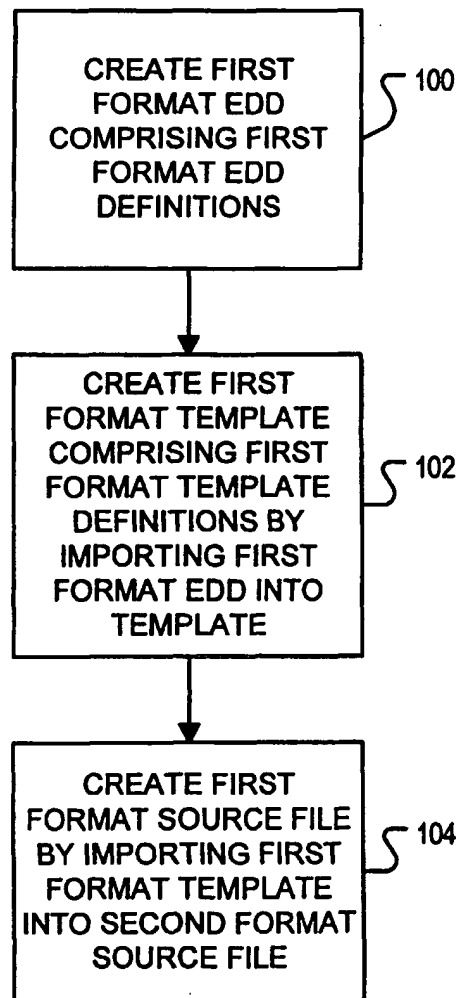 CREATE FIRST
FORMAT EDD
COMPRISING FIRST
FORMAT EDD
DEFINITIONS
100
CREATE FIRST
FORMAT TEMPLATE
COMPRISING FIRST
FORMAT TEMPLATE
DEFINITIONS BY
IMPORTING FIRST
FORMAT EDD INTO
TEMPLATE
102
CREATE FIRST
FORMAT SOURCE FILE
BY IMPORTING FIRST
FORMAT TEMPLATE
INTO SECOND FORMAT
SOURCE FILE
104